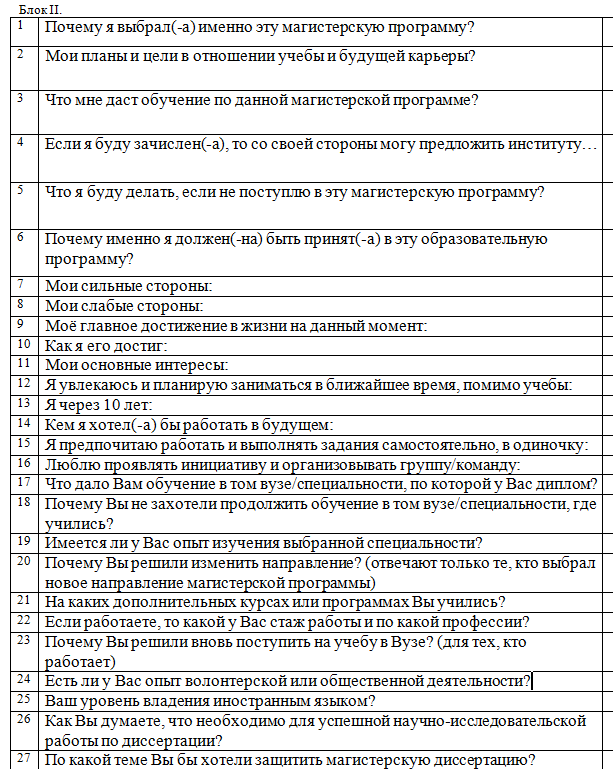 Блок II.
1 Почему я выбрал(-а) именно эту магистерскую программу?
2 Мои планы и цели в отношении учебы и будущей карьеры?
3 Что мне даст обучение по данной магистерской программе?
4 Если я буду зачислен(-а), то со своей стороны могу предложить институту…
5 Что я буду делать, если не поступлю в эту магистерскую программу?
6 Почему именно я должен(-на) быть принят(-а) в эту образовательную
программу?
7 Мои сильные стороны:
8 Мои слабые стороны:
9 Моё главное достижение в жизни на данный момент:
10 Как я его достиг:
11 Мои основные интересы:
12 Я увлекаюсь и планирую заниматься в ближайшее время, помимо учебы:
13 Я через 10 лет:
14 Кем я хотел(-а) бы работать в будущем:
15 Я предпочитаю работать и выполнять задания самостоятельно, в одиночку:
16 Люблю проявлять инициативу и организовывать группу/команду:
17 Что дало Вам обучение в том вузе/специальности, по которой у Вас диплом?
18 Почему Вы не захотели продолжить обучение в том вузе/специальности, где
учились?
19 Имеется ли у Вас опыт изучения выбранной специальности?
20 Почему Вы решили изменить направление? (отвечают только те, кто выбрал
новое направление магистерской программы)
21 На каких дополнительных курсах или программах Вы учились?
22 Если работаете, то какой у Вас стаж работы и по какой профессии?
23 Почему Вы решили вновь поступить на учебу в Вузе? (для тех, кто
работает)
24 Есть ли у Вас опыт волонтерской или общественной деятельности?
25 Ваш уровень владения иностранным языком?
26 Как Вы думаете, что необходимо для успешной научно-исследовательской
работы по диссертации?
27 По какой теме Вы бы хотели защитить магистерскую диссертацию?